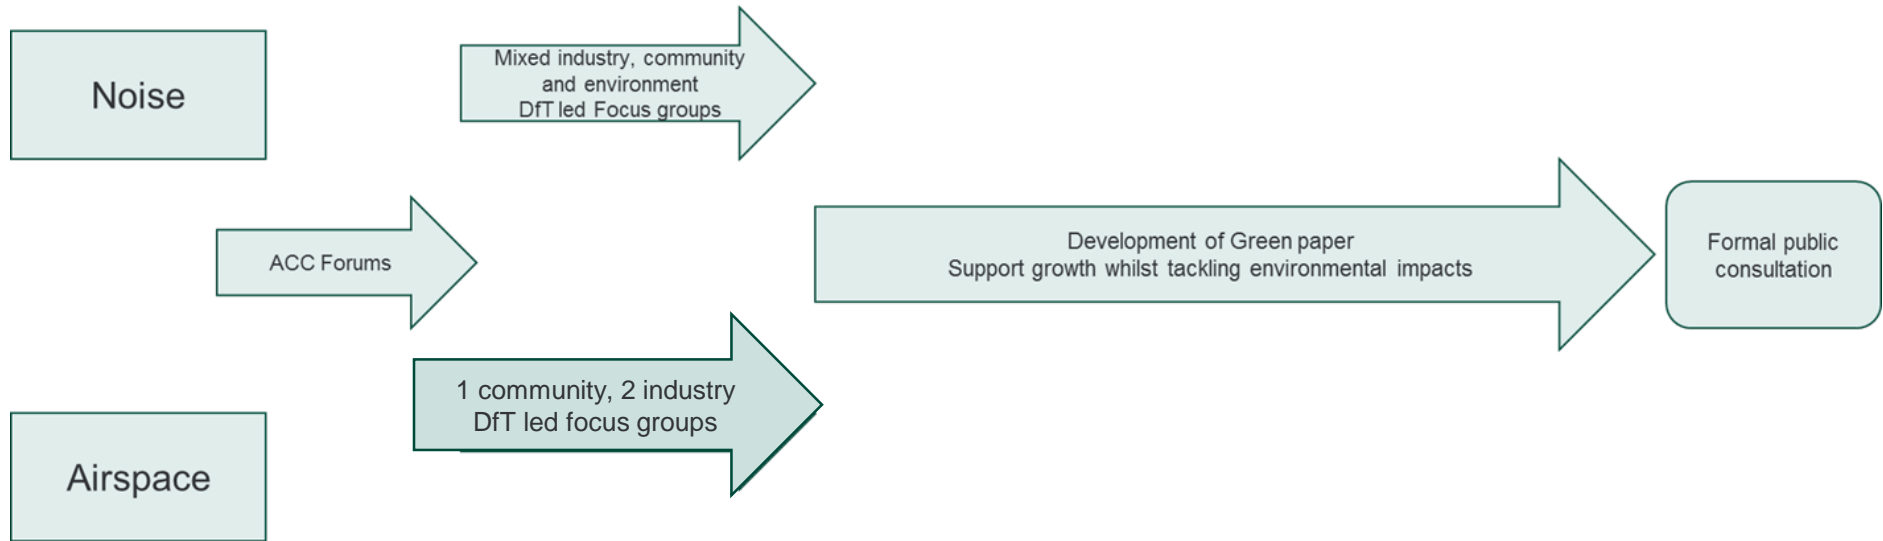 Noise
Mixed industry, community
and environment
DfT led Focus groups
ACC Forums
Development of Green paper
Support growth whilst tackling environmental impacts
Formal public
consultation
1 community, 2 industry
DfT led focus groups
Airspace